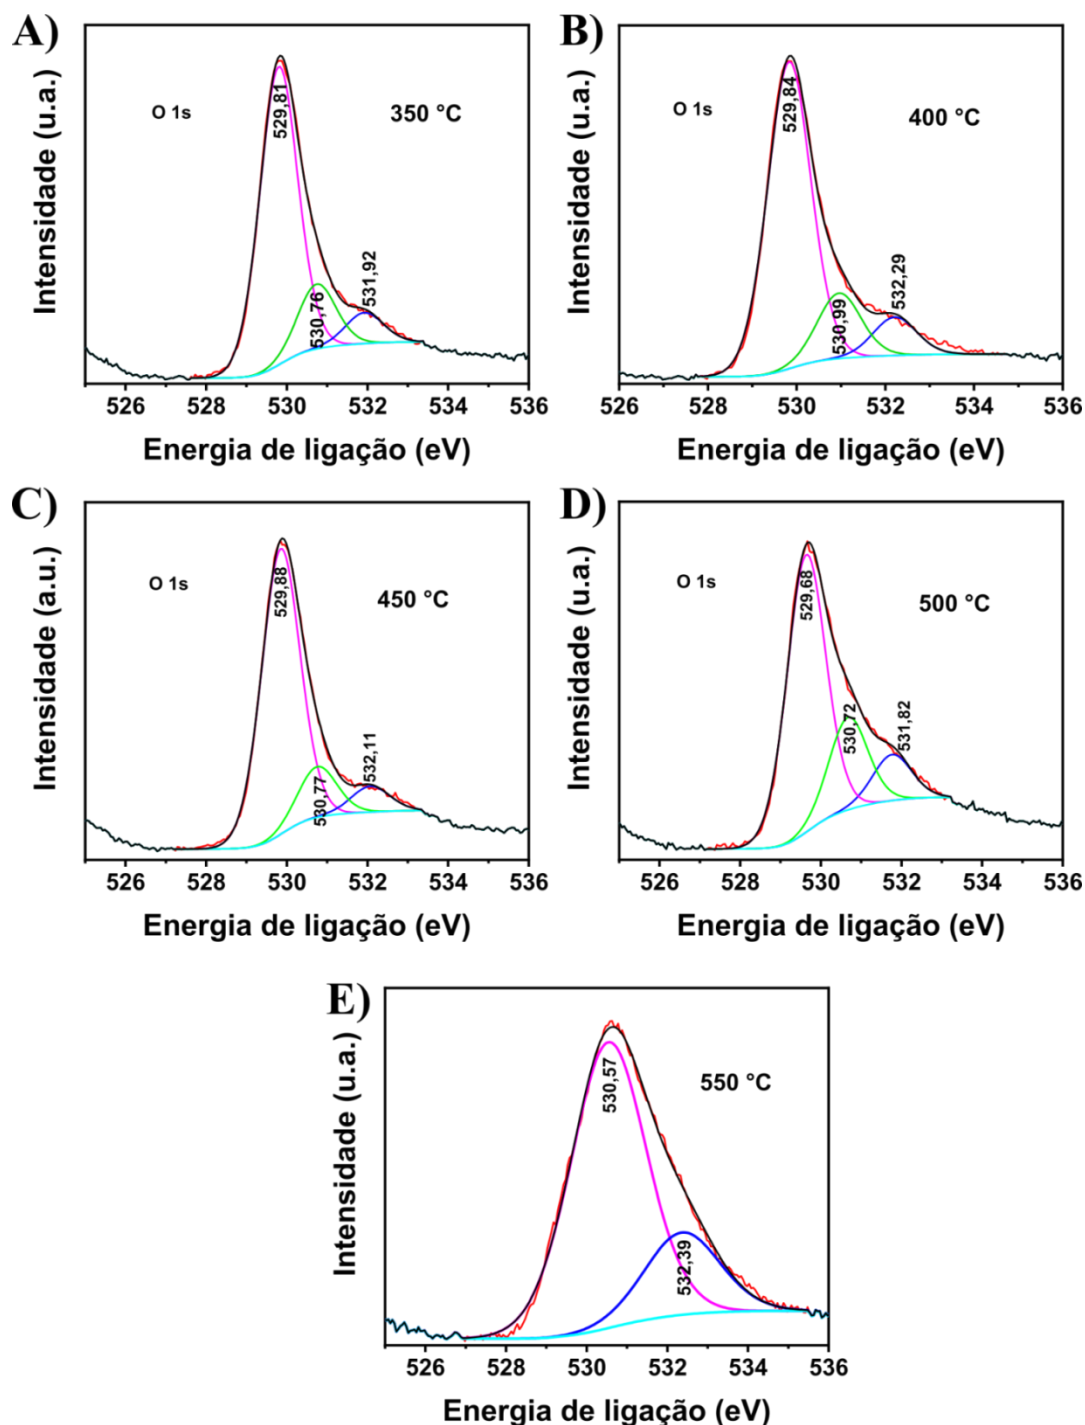 A)
Intensidade (u.a.)
O 1s
529,81
350 °C
530,76
531,92
526 528 530 532 534 536
Energia de ligação (eV)
B)
Intensidade (u.a.)
O 1s
529,84
400 °C
530,99
532,29
526 528 530 532 534 536
Energia de ligação (eV)
C)
Intensidade (a.u.)
O 1s
529,88
450 °C
530,77
532,11
526 528 530 532 534 536
Energia de ligação (eV)
D)
Intensidade (u.a.)
O 1s
529,68
500 °C
530,72
531,82
526 528 530 532 534 536
Energia de ligação (eV)
E)
Intensidade (u.a.)
530,57
550 °C
532,39
526 528 530 532 534 536
Energia de ligação (eV)